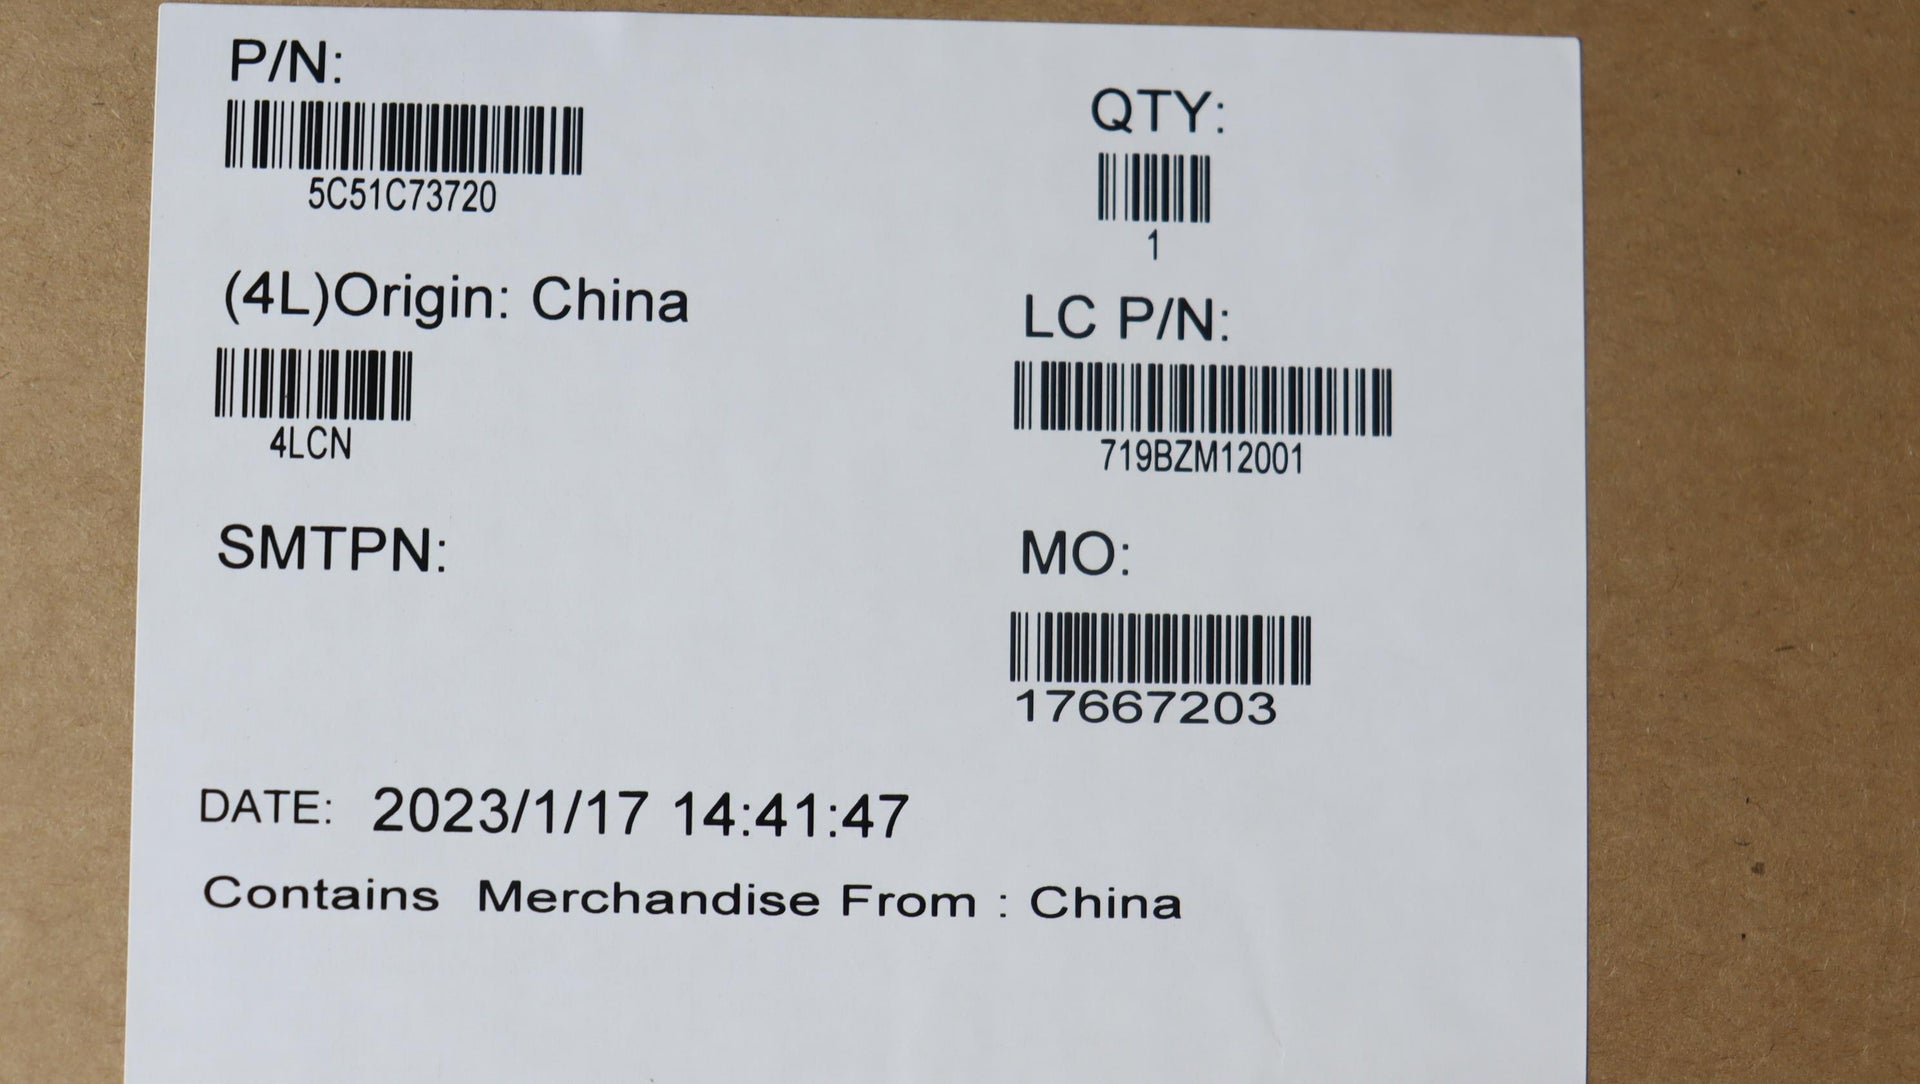 P/N:
5C51C73720
QTY:
1
(4L)Origin: China
4LCN
LC P/N:
719BZM12001
SMTPN:
MO:
17667203
DATE: 2023/1/17 14:41:47
Contains Merchandise From : China